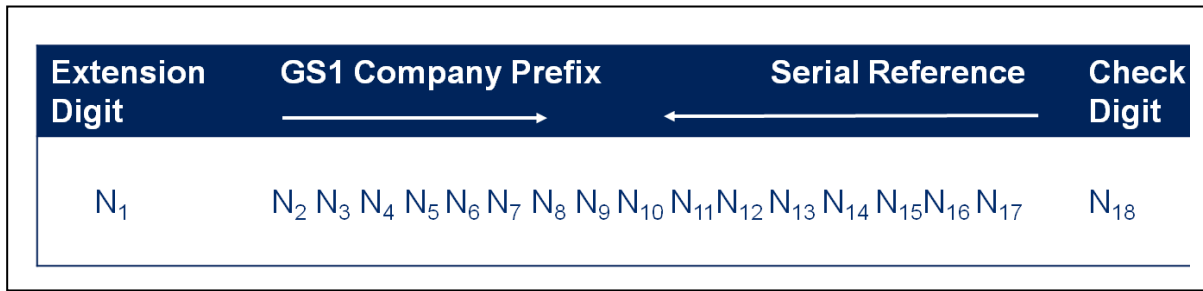 Extension Digit GS1 Company Prefix Serial Reference Check Digit
N₁ N₂ N₃ N₄ N₅ N₆ N₇ N₈ N₉ N₁₀ N₁₁ N₁₂ N₁₃ N₁₄ N₁₅ N₁₆ N₁₇ N₁₈